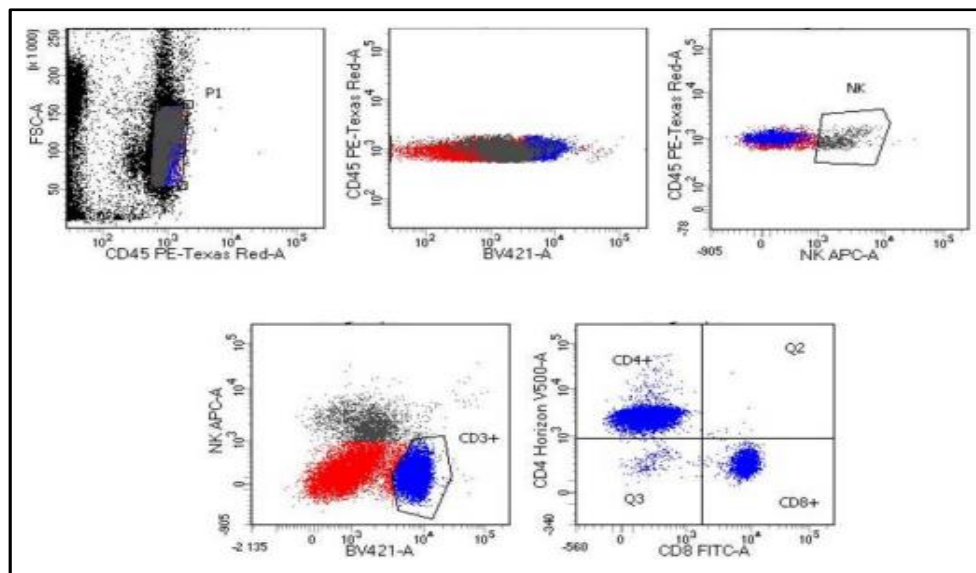 (x 1000)
250
200
150
100
50
FSC-A
P1
10² 10³ 10⁴ 10⁵
CD45 PE-Texas Red-A
CD45 PE-Texas Red-A
10⁵
10⁴
10³
10²
10² 10³ 10⁴ 10⁵
BV421-A
CD45 PE-Texas Red-A
10⁵
10⁴
10³
10²
0
-78
NK
-905 0 10³ 10⁴ 10⁵
NK APC-A
NK APC-A
10⁵
10⁴
10³
0
-905
CD3+
-2 135 0 10³ 10⁴ 10⁵
BV421-A
CD4 Horizon V500-A
10⁵
10⁴
10³
0
-340
CD4+
Q2
Q3
CD8+
-560 0 10³ 10⁴ 10⁵
CD8 FITC-A